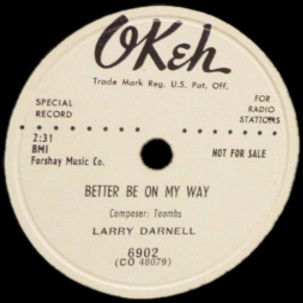 OKeh
Trade Mark Reg. U.S. Pat. Off.
SPECIAL
RECORD
FOR
RADIO
STATIONS
2:31
BMI
Forshay Music Co.
NOT FOR SALE
BETTER BE ON MY WAY
Composer: Toombs
LARRY DARNELL
6902
(CO 48079)